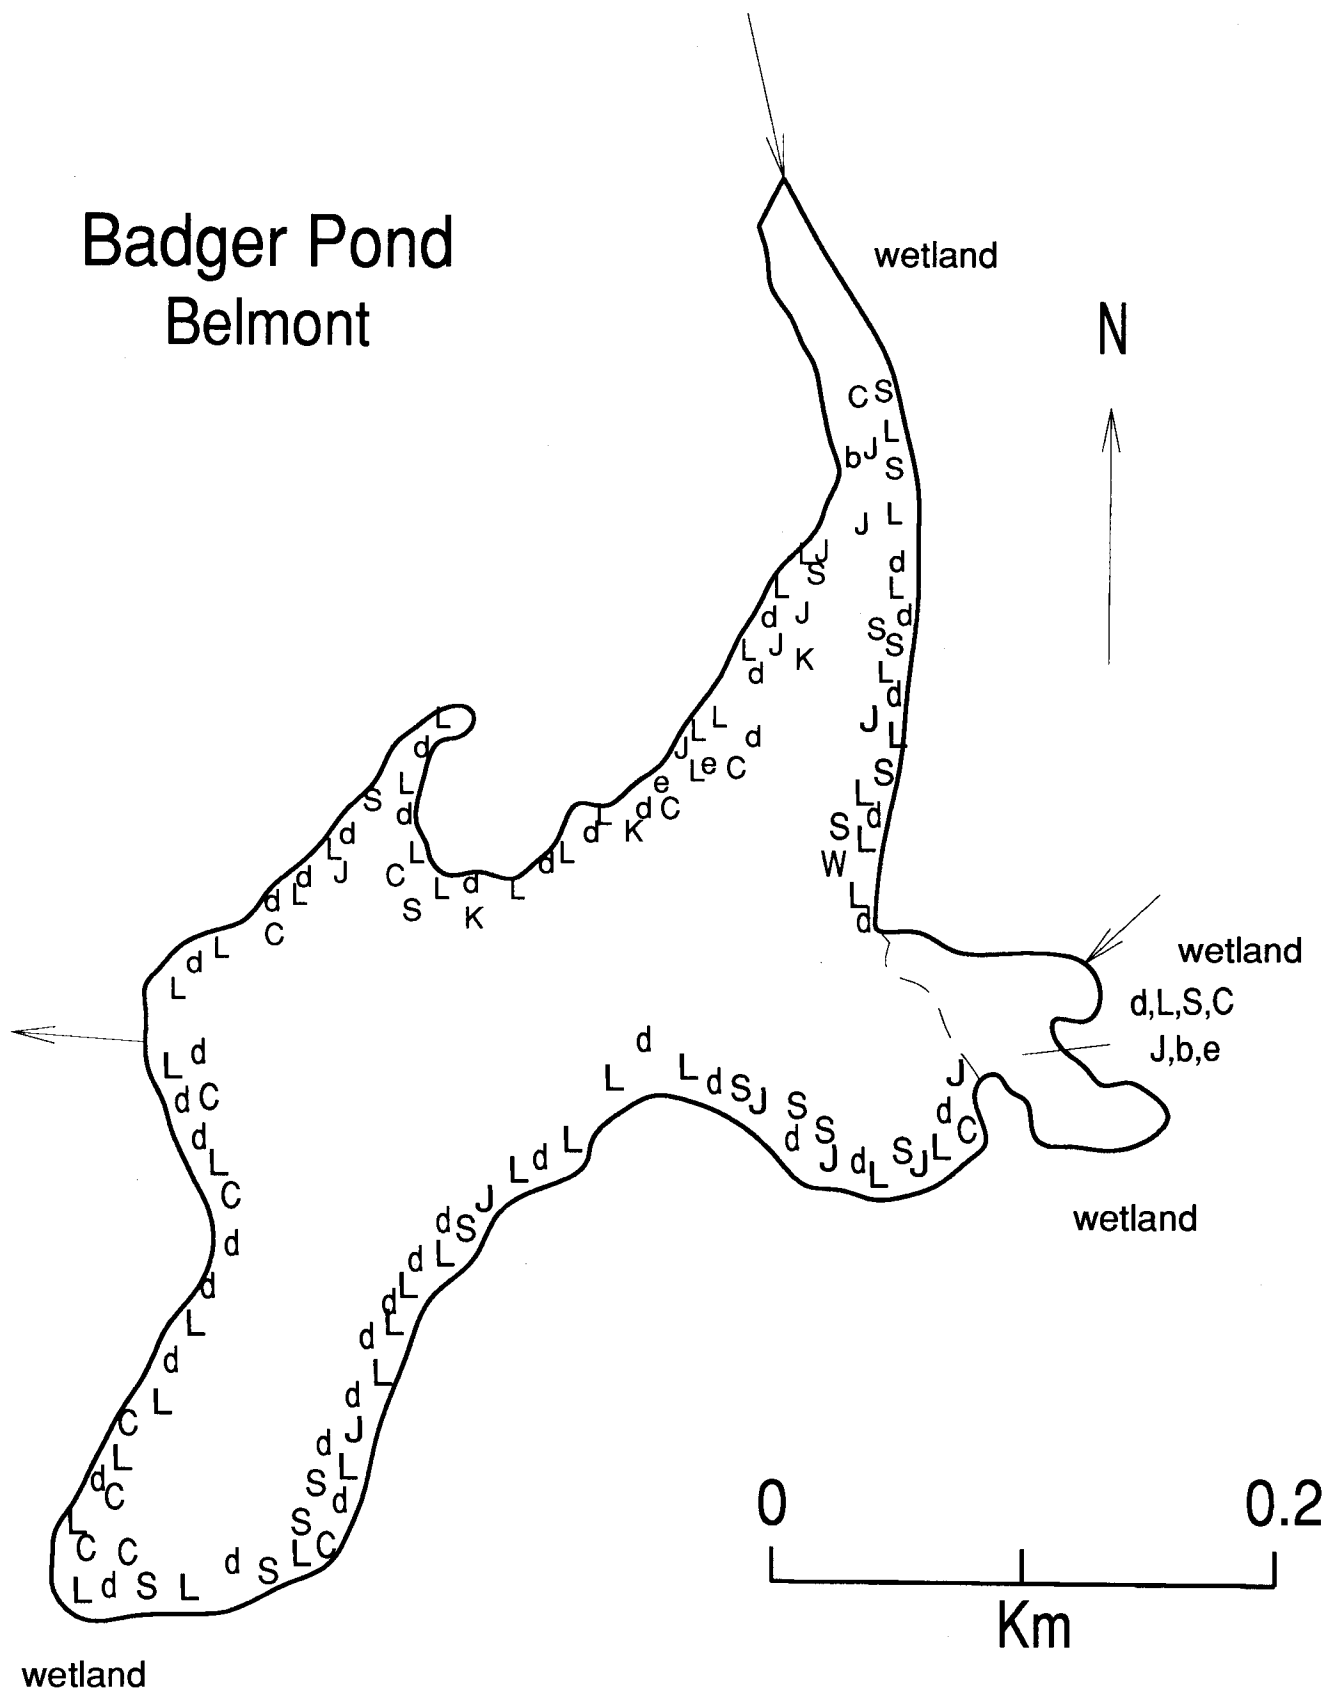 Badger Pond
Belmont
wetland
N
C S
L
b J
S
J L
L J
S
d
L
L
d J
d
S
S
L J K
d
L
d
J
L
L L
d
J
L e C
S
e
d C
L
d
L
d
L
d
S L
d
L
d K
S
L
W
L
d
L
d
L
J
d
L
C
L
d
L
d
L
S K
d
C
L
d
L
wetland
d,L,S,C
J,b,e
d
L
d
L
d C
L
L d S J
J
S
d
d
S
d
C
L
J
d L
S J L
C
L d L
J
d S
d
wetland
d L
d
L
d
L
d
L
d
L
d
L
d
C
J
d
L
L
d C
S
d
L
S
C C
L C
d S
L d S L
0 0.2
Km
wetland